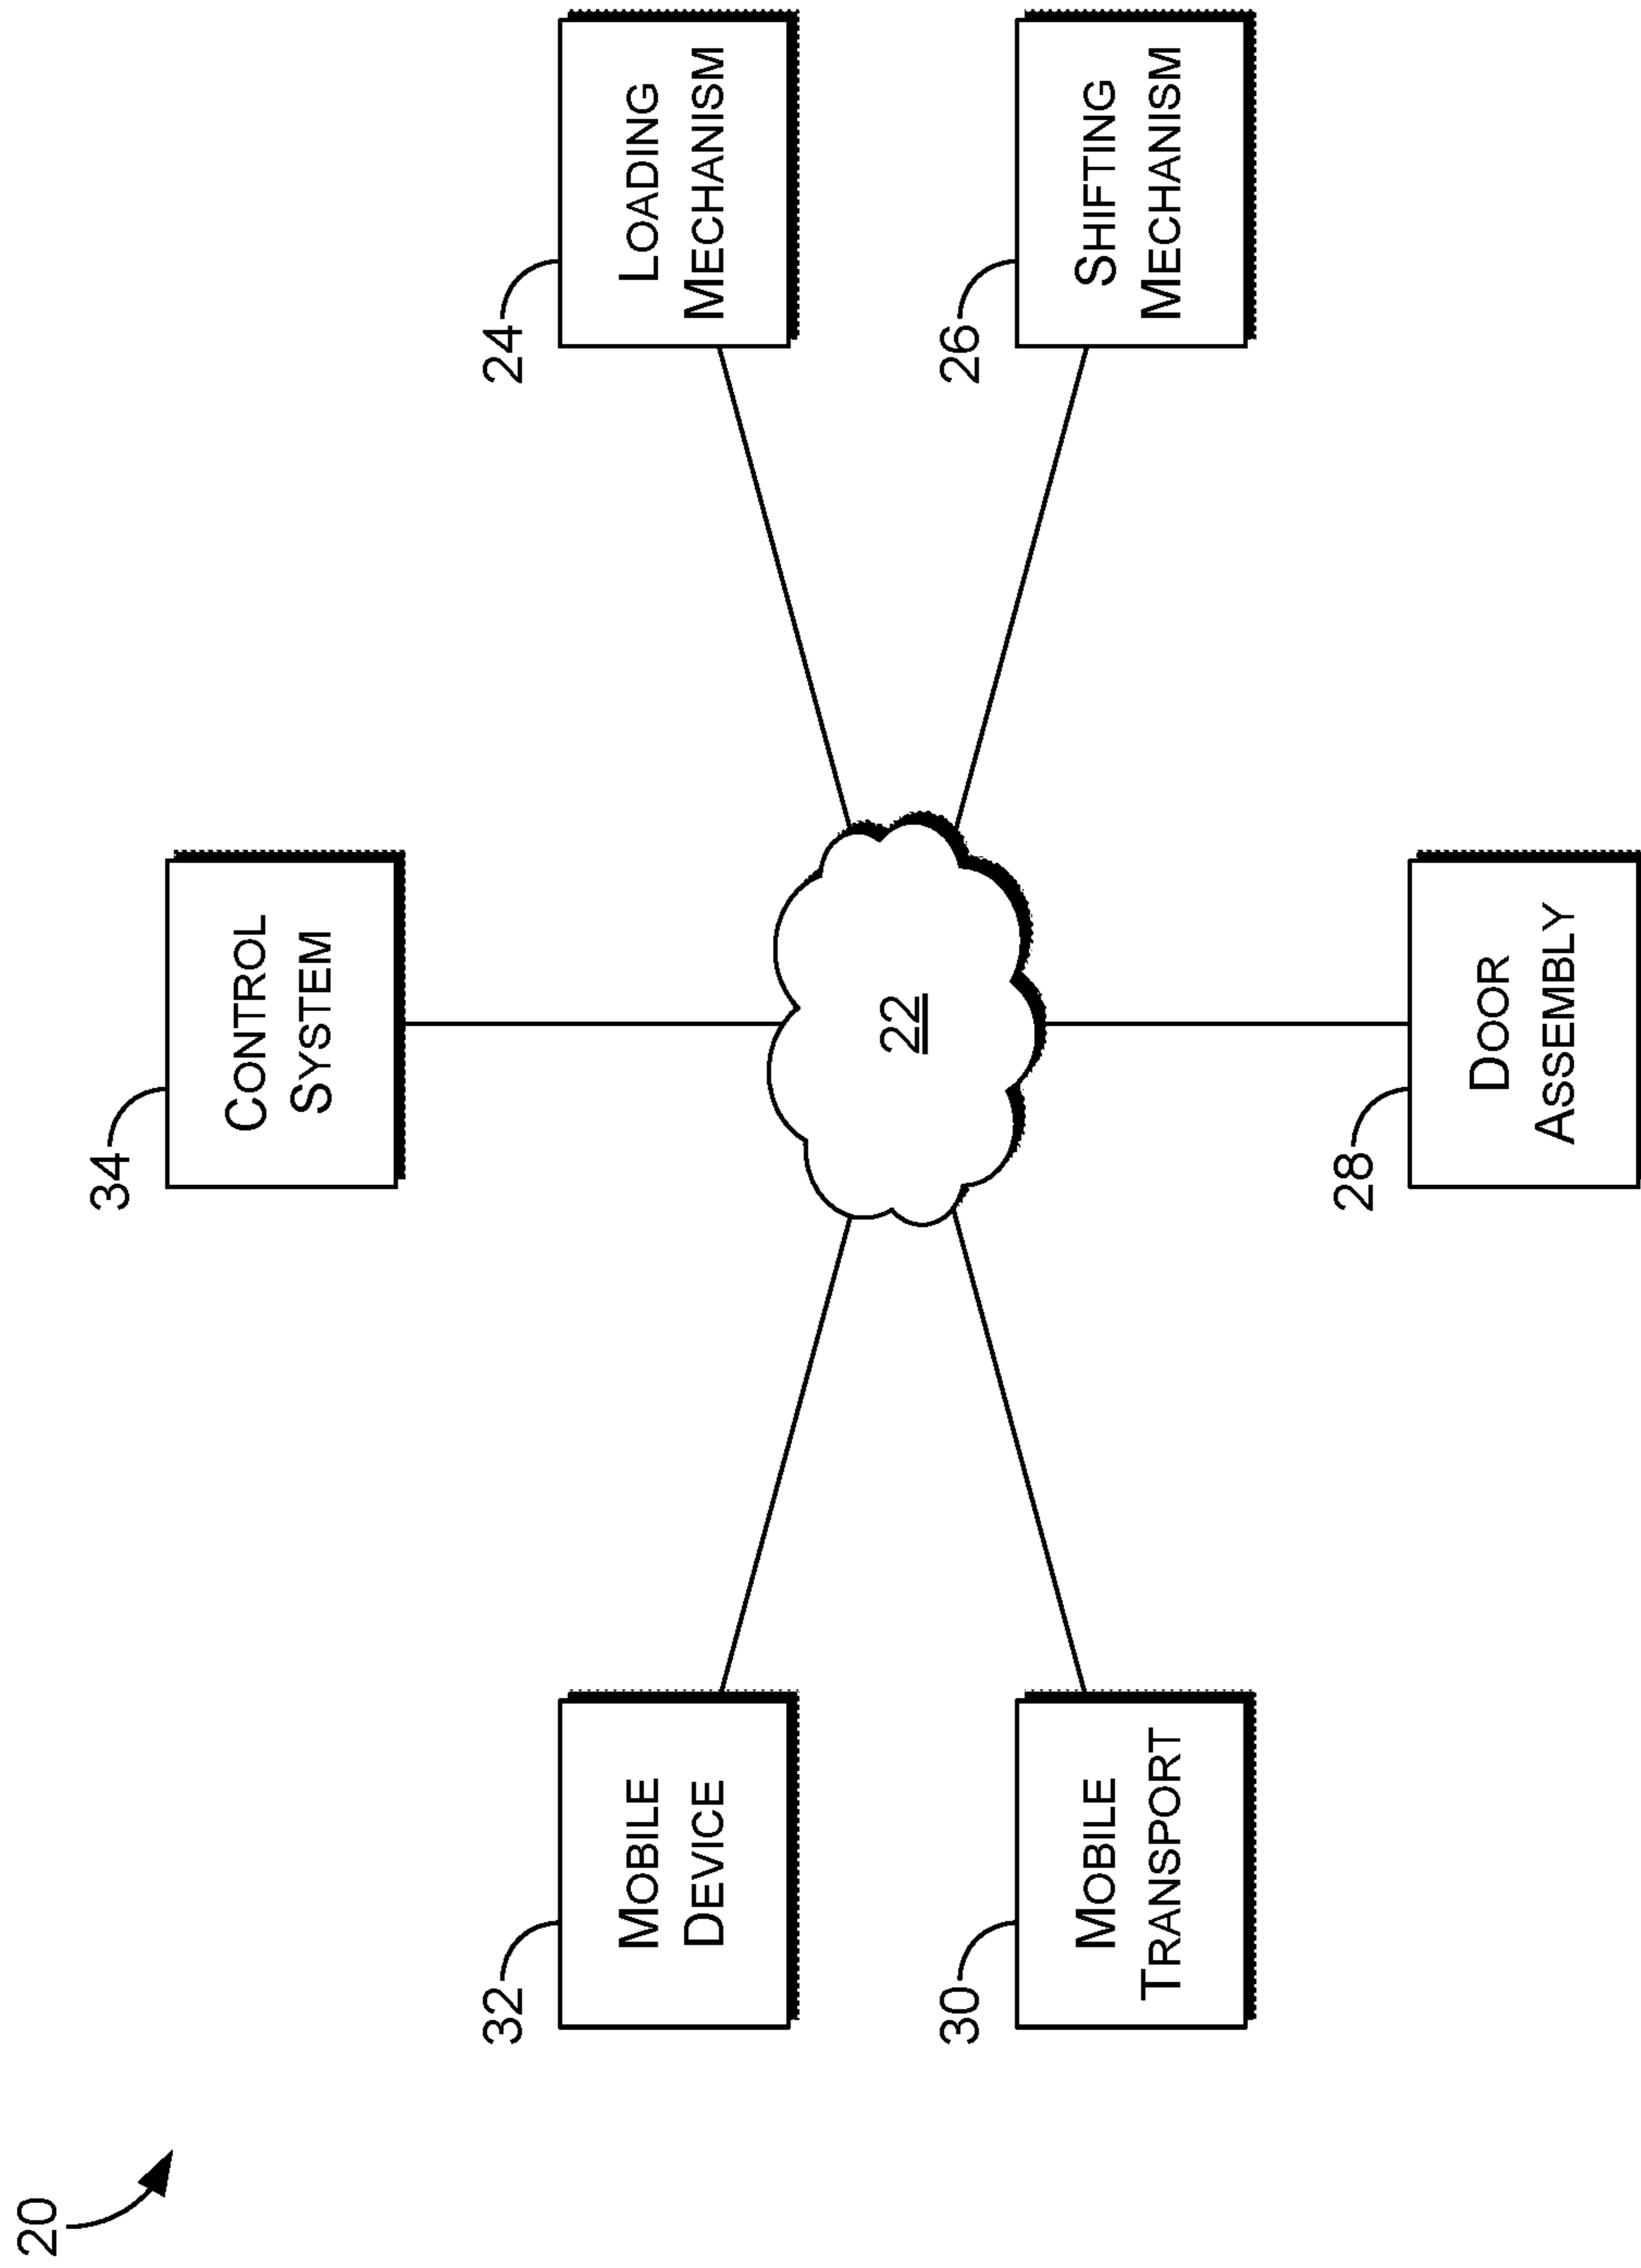 20
34
CONTROL
SYSTEM
32
MOBILE
DEVICE
24
LOADING
MECHANISM
22
30
MOBILE
TRANSPORT
26
SHIFTING
MECHANISM
28
DOOR
ASSEMBLY